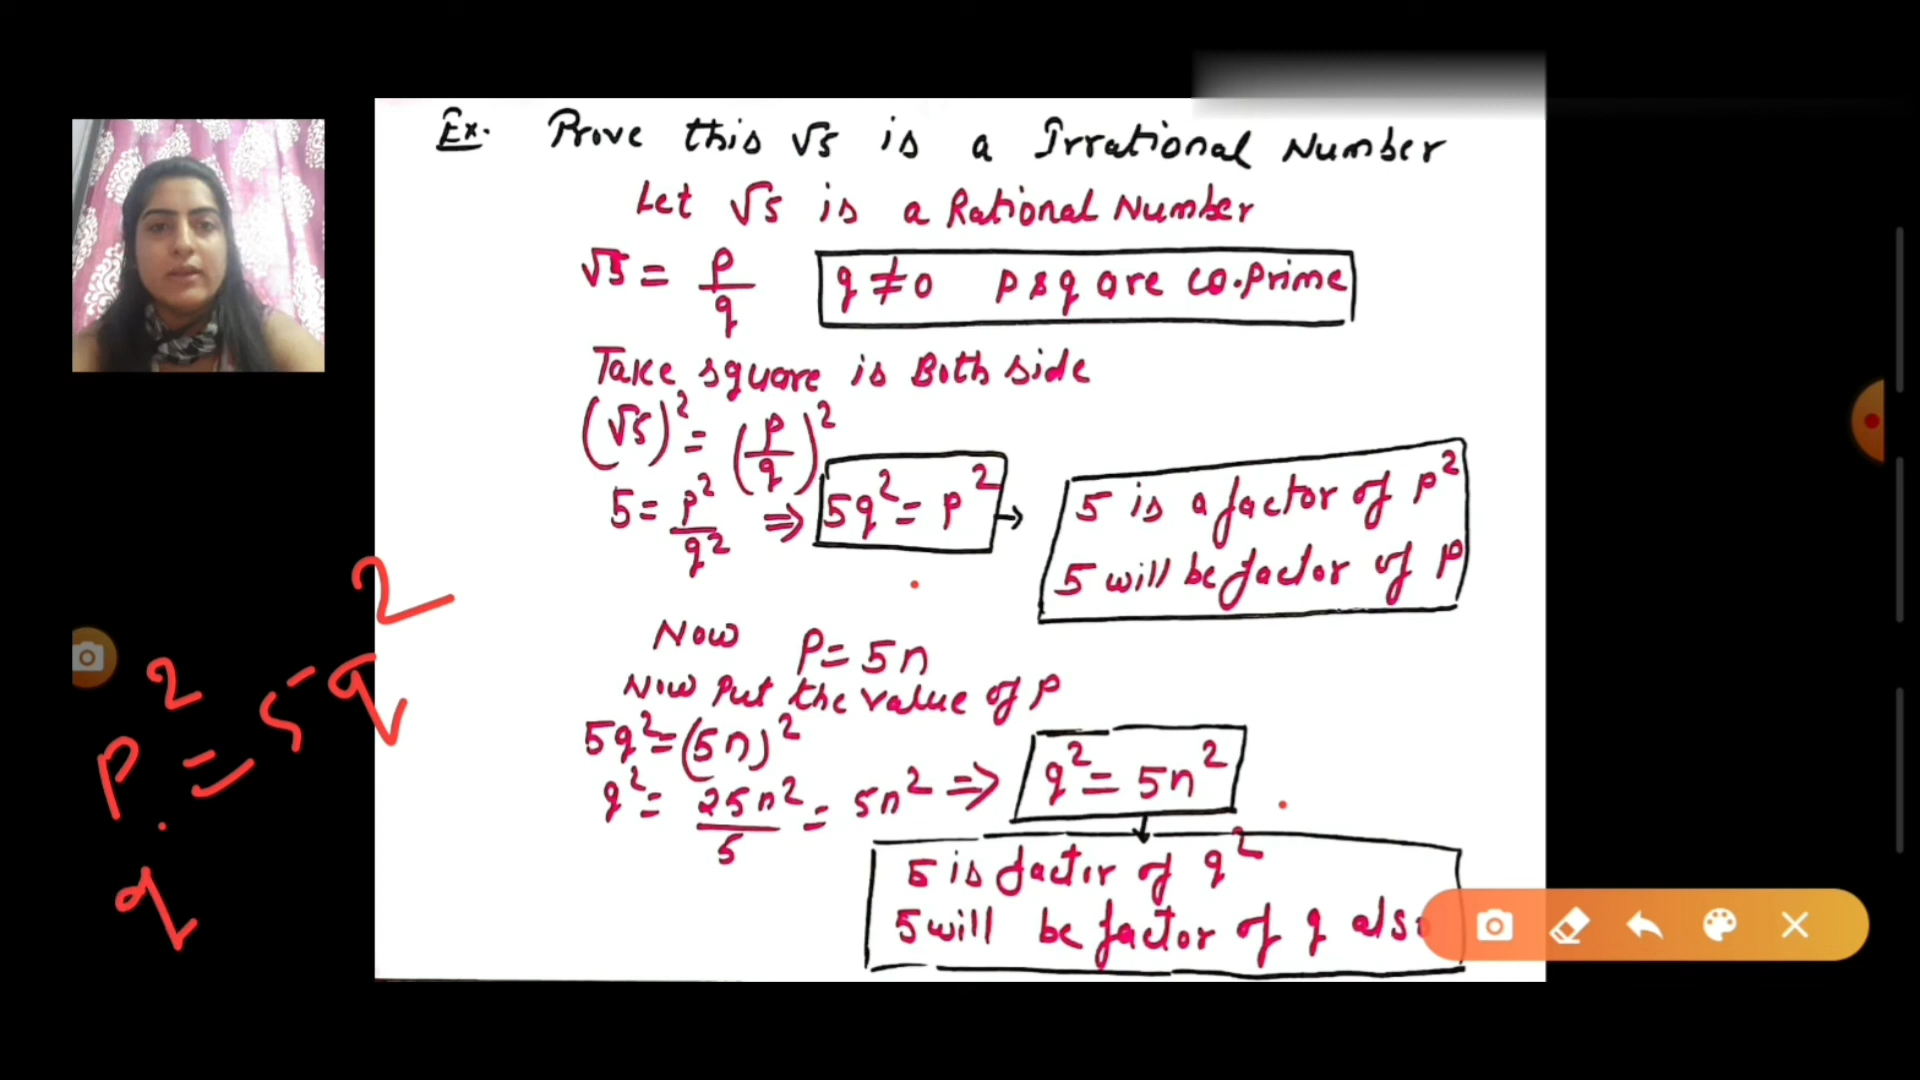 Ex. Prove this √5 is a Irrational Number
Let √5 is a Rational Number
√5 = p/q q ≠ 0 p & q are co.prime
Take square is Both side
(√5)² = (p/q)²
5 = p²/q² ⇒ 5q² = p² →
5 is a factor of p²
5 will be factor of p
Now P = 5n
Now Put the value of p
5q² = (5n)²
q² = 25n²/5 = 5n² ⇒ q² = 5n²
5 is factor of q²
5 will be factor of q also
p² = 5q²
q